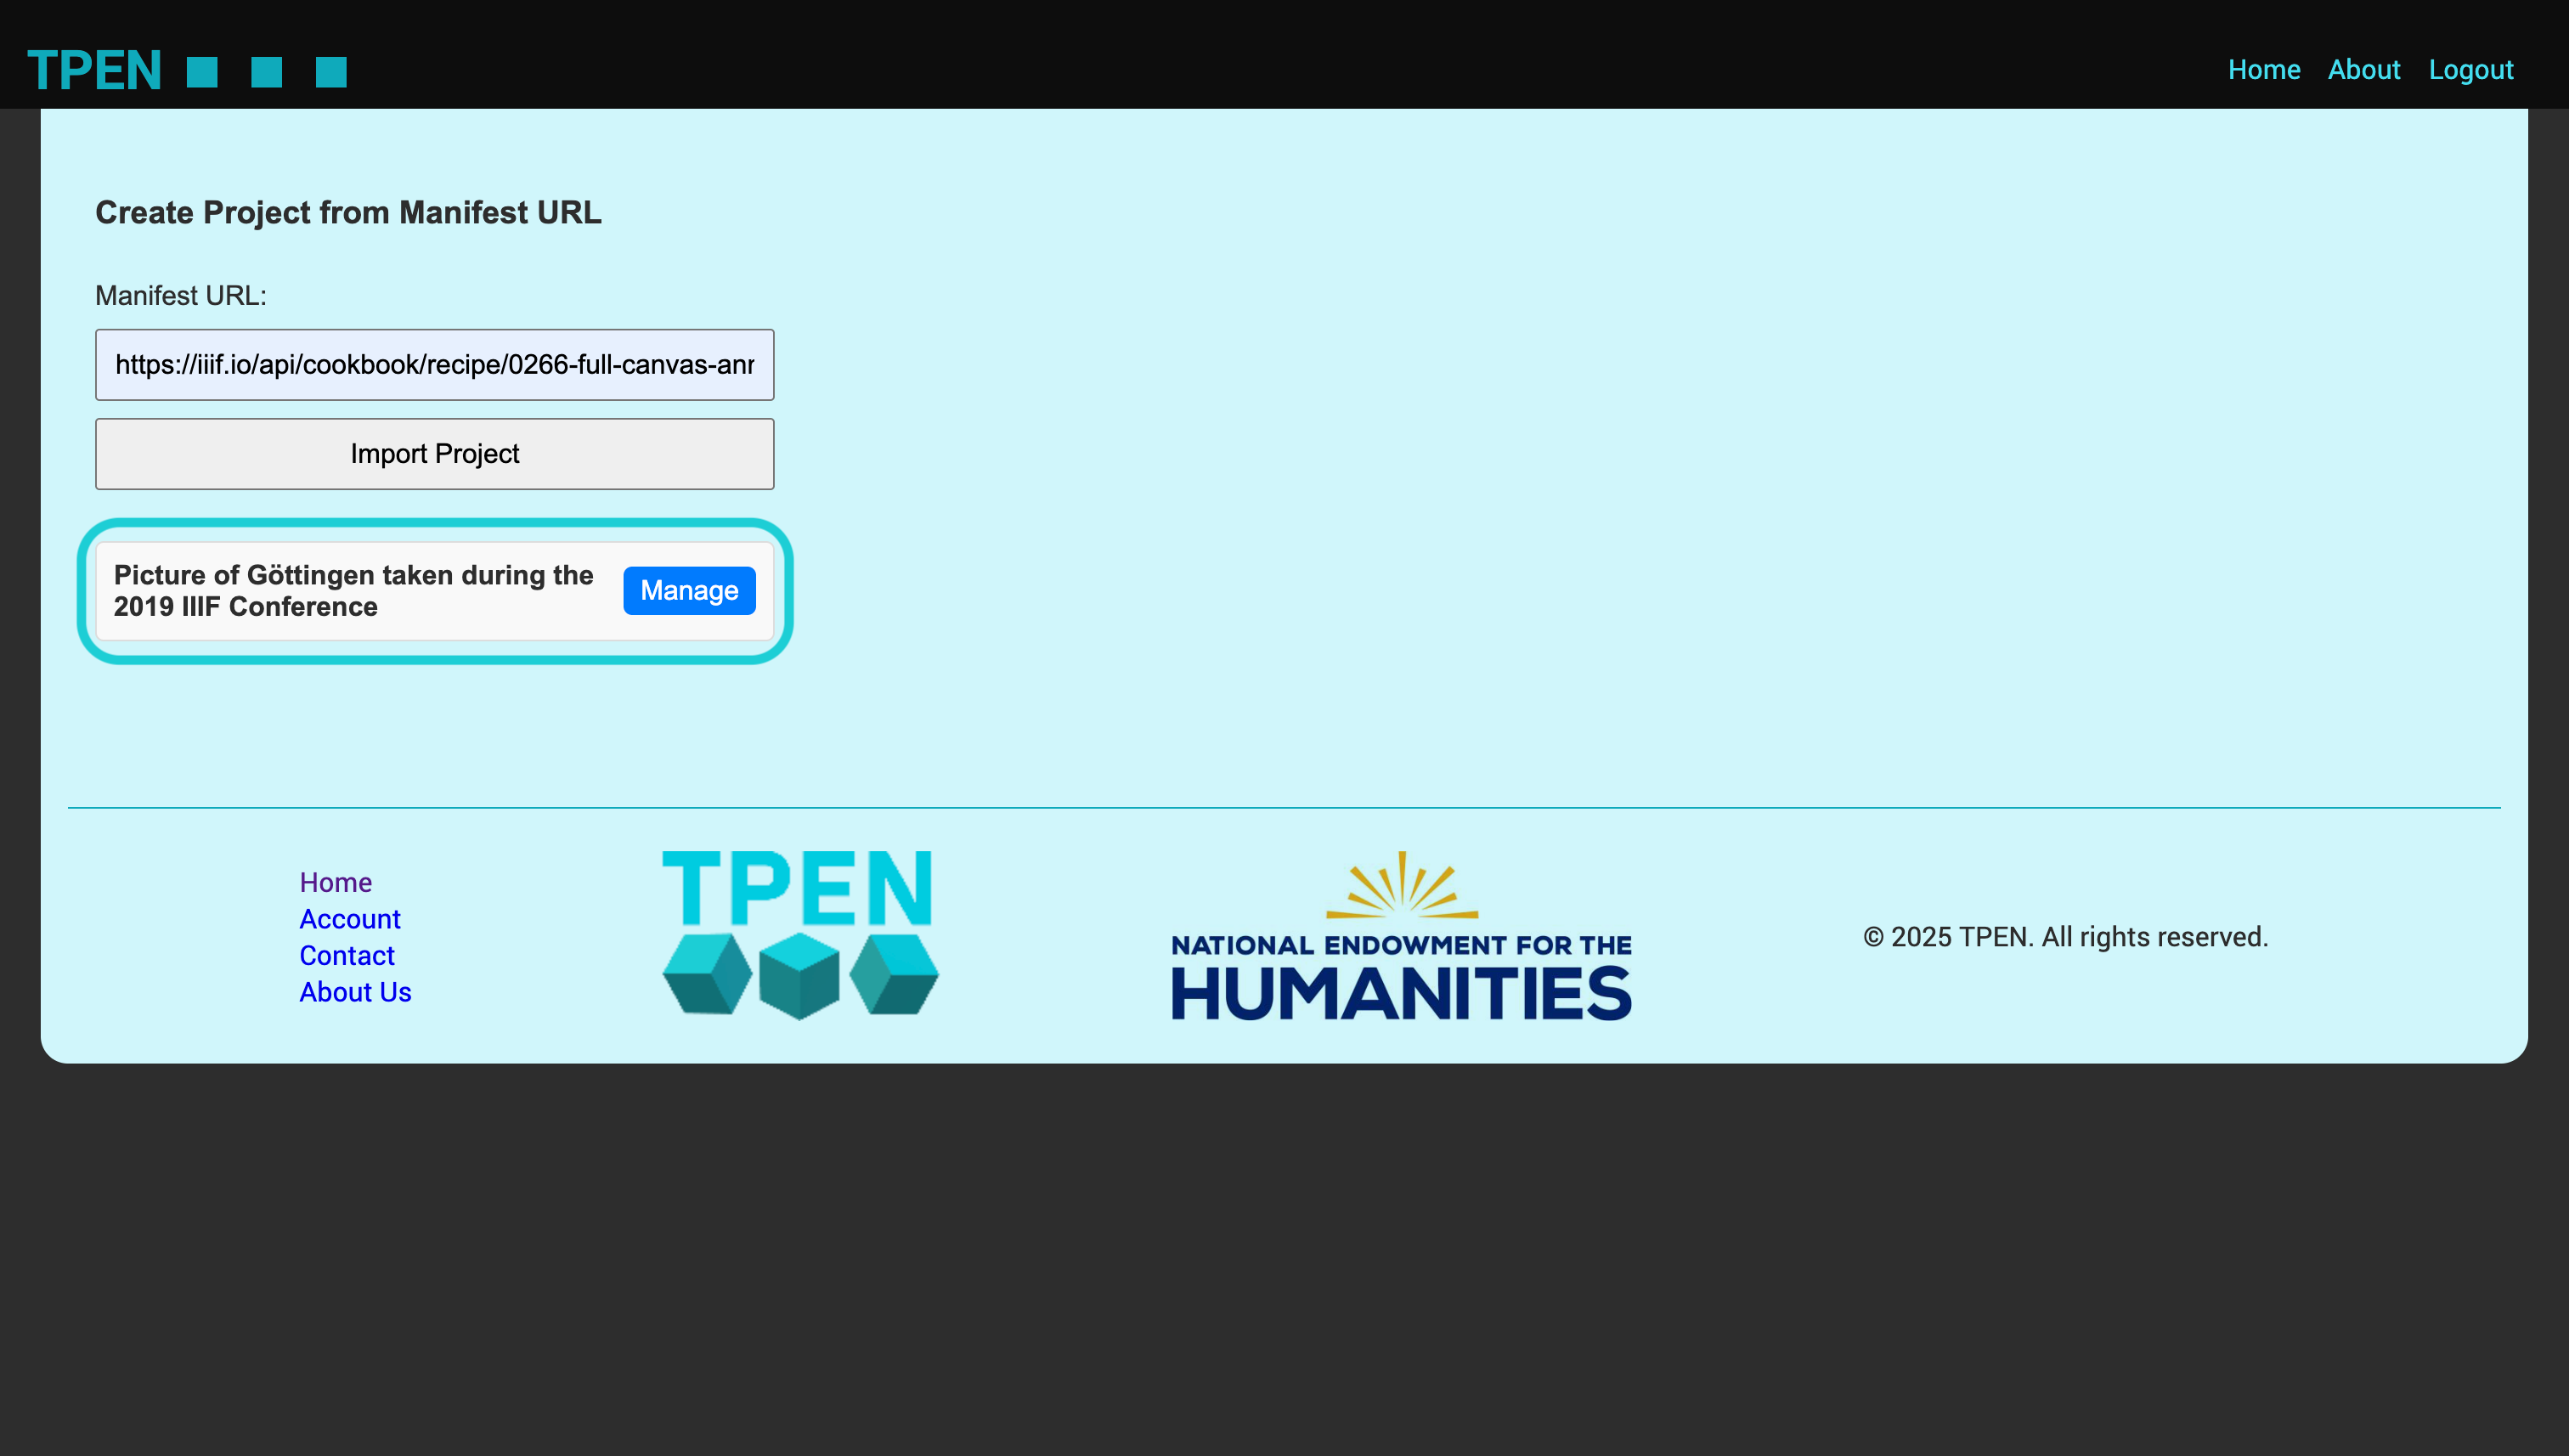 TPEN
Home About Logout
Create Project from Manifest URL
Manifest URL:
https://iiif.io/api/cookbook/recipe/0266-full-canvas-anr
Import Project
Picture of Göttingen taken during the
2019 IIIF Conference
Manage
Home
Account
Contact
About Us
TPEN
NATIONAL ENDOWMENT FOR THE
HUMANITIES
© 2025 TPEN. All rights reserved.